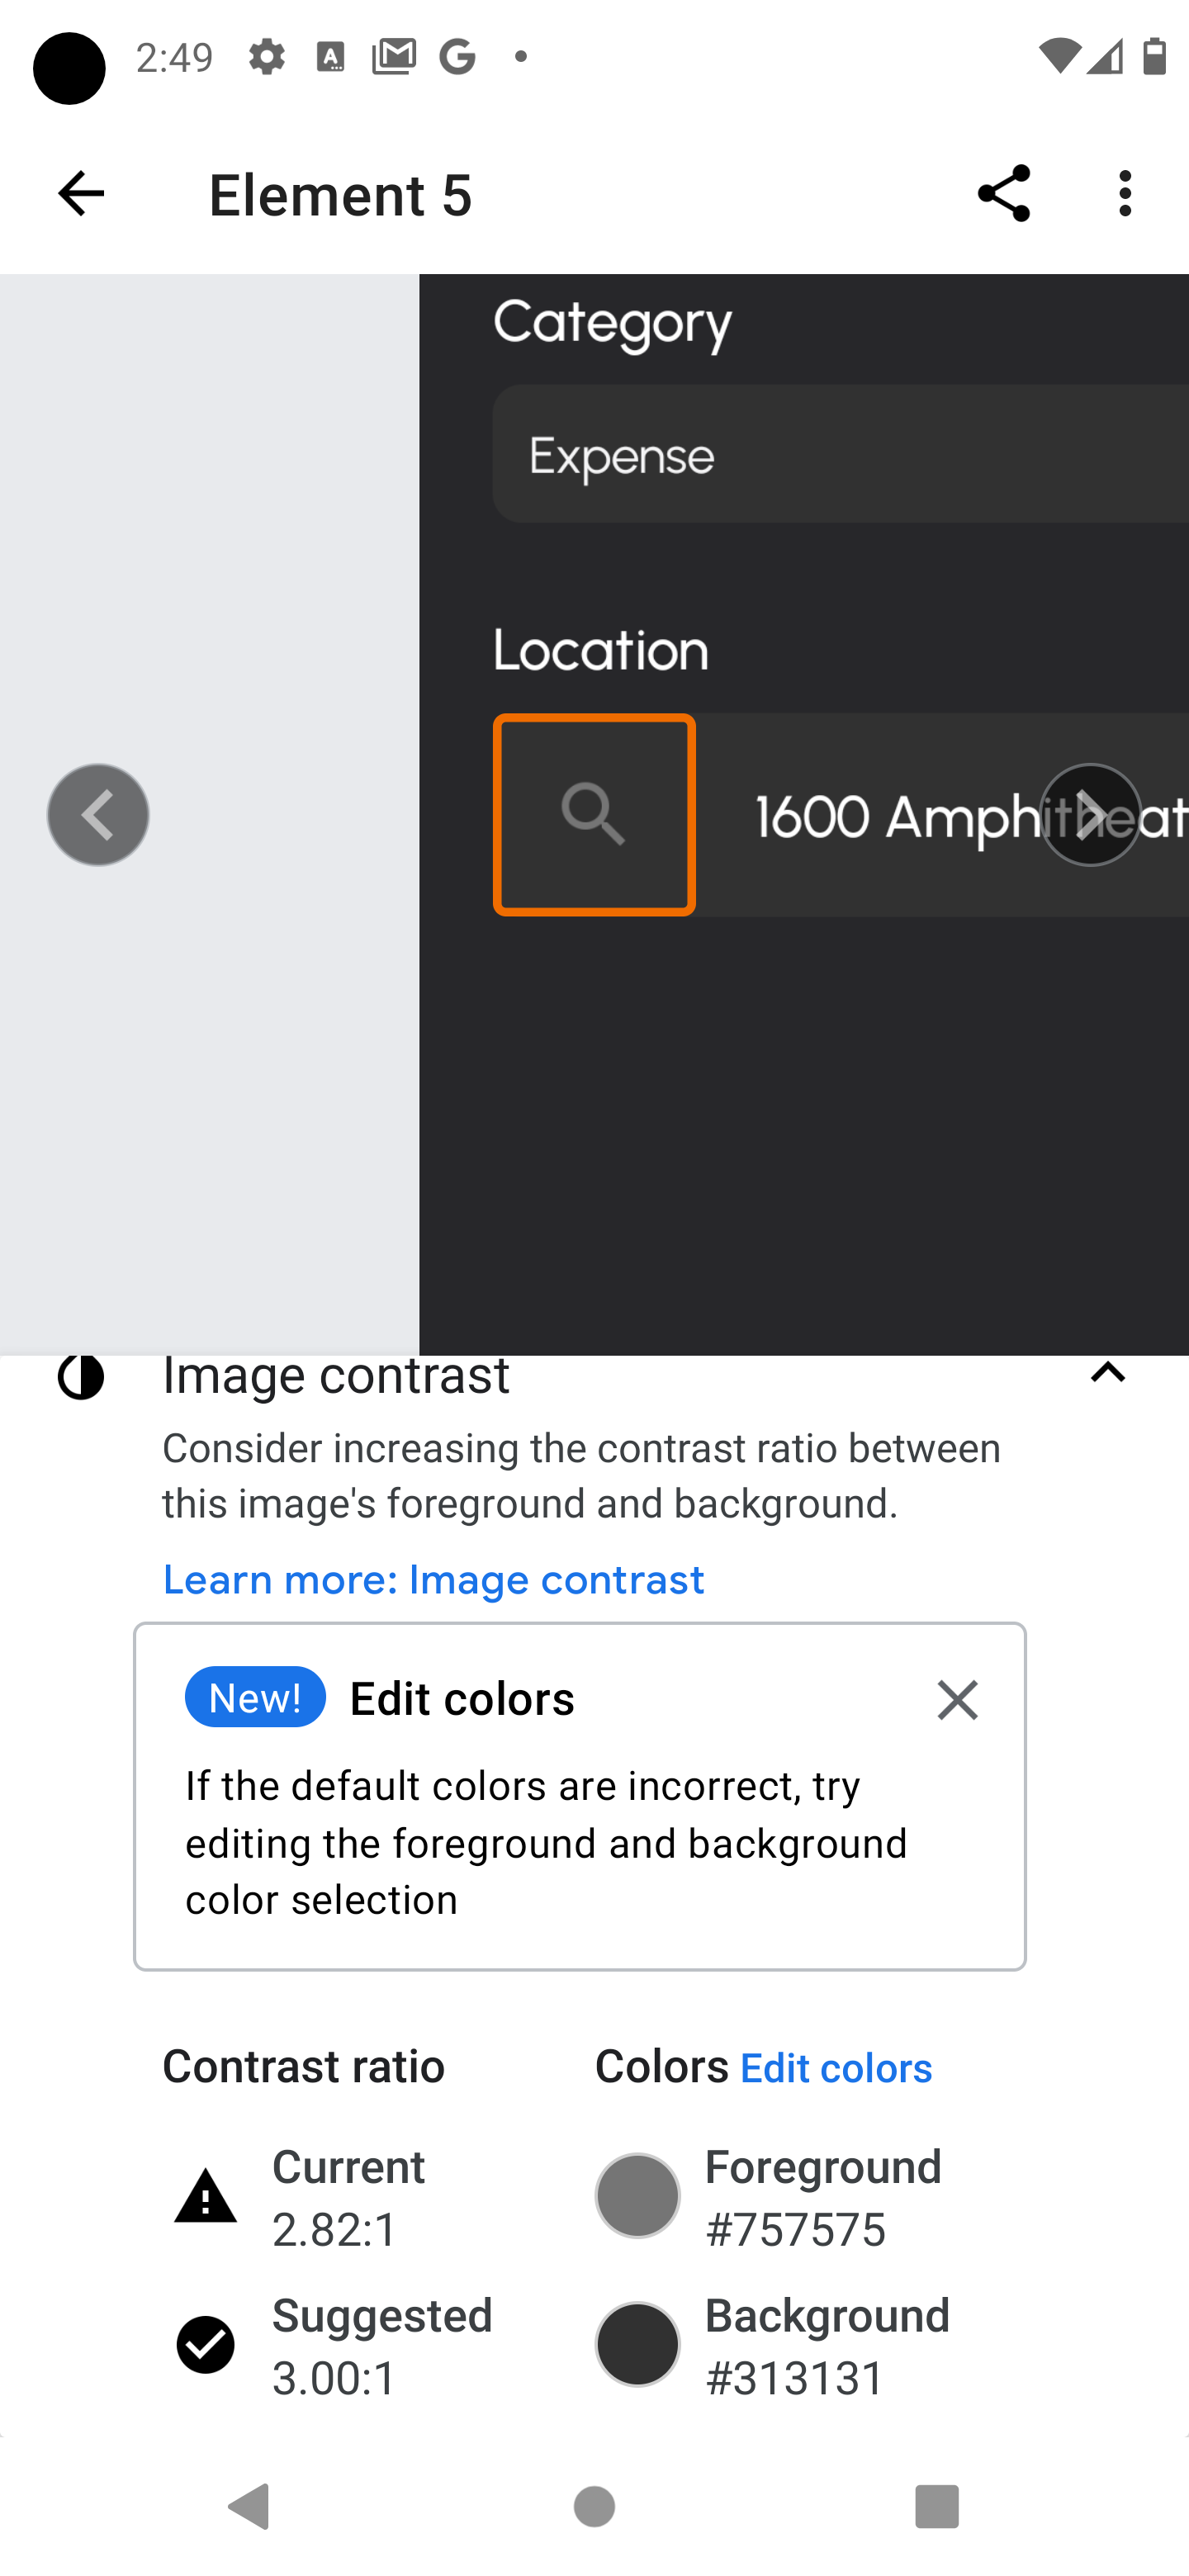 2:49
Element 5
Category
Expense
Location
1600 Amphitheat
Image contrast
Consider increasing the contrast ratio between
this image's foreground and background.
Learn more: Image contrast
New! Edit colors
If the default colors are incorrect, try
editing the foreground and background
color selection
Contrast ratio
Colors Edit colors
Current
2.82:1
Foreground
#757575
Suggested
3.00:1
Background
#313131